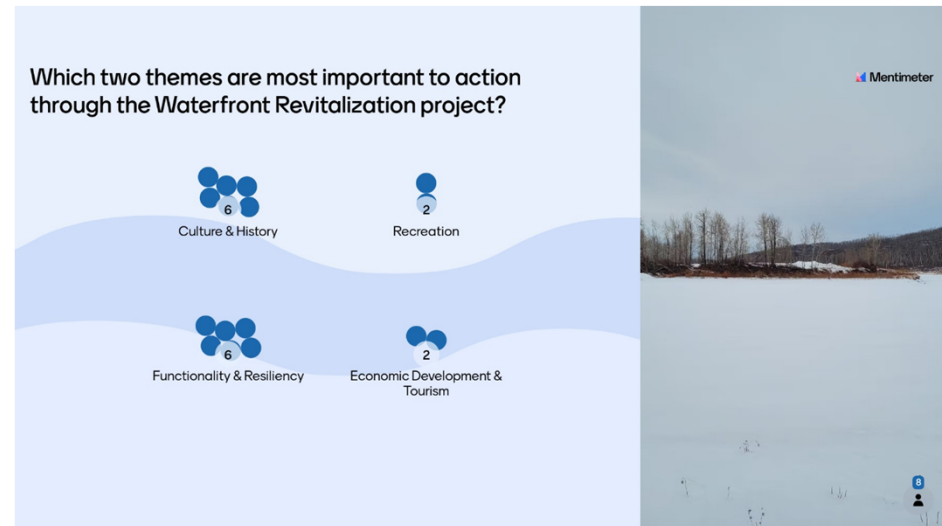 Which two themes are most important to action
through the Waterfront Revitalization project?
Mentimeter
6
Culture & History
2
Recreation
6
Functionality & Resiliency
2
Economic Development &
Tourism
8